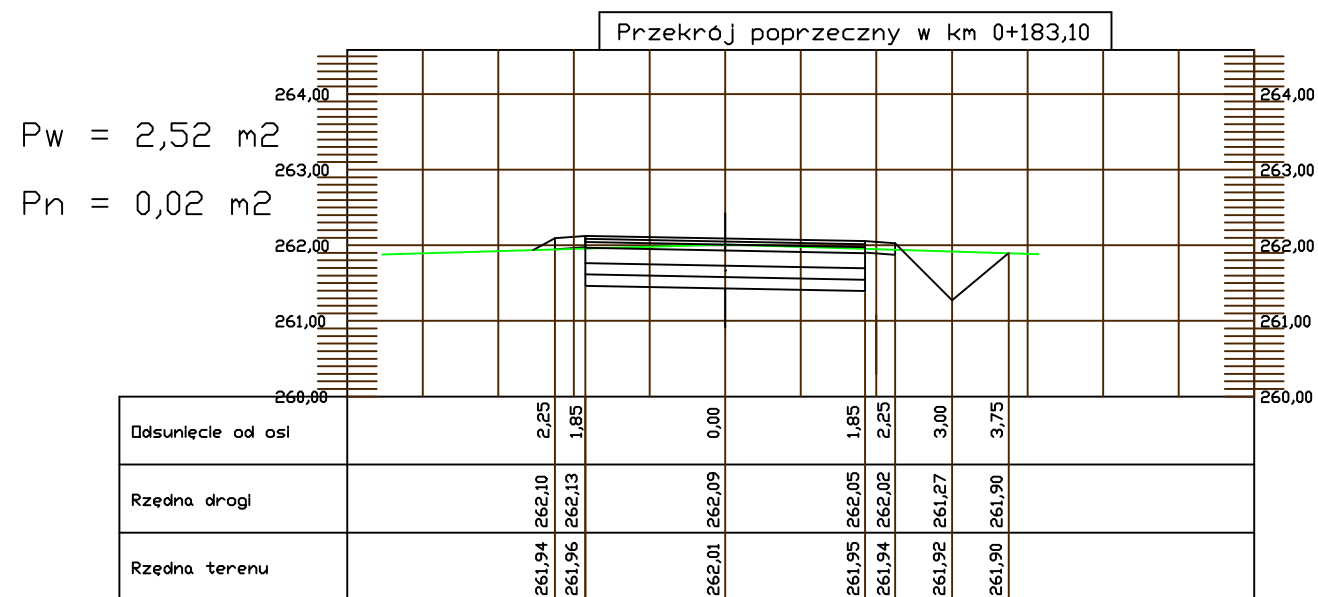 Przekrój poprzeczny w km 0+183,10
264,00 264,00
Pw = 2,52 m2
263,00 263,00
Pn = 0,02 m2
262,00 262,00
261,00 261,00
260,00 260,00
Odsunięcie od osi 2,25 1,85 0,00 1,85 2,25 3,00 3,75
Rzędna drogi 262,10 262,13 262,09 262,05 262,02 261,27 261,90
Rzędna terenu 261,94 261,96 262,01 261,95 261,94 261,92 261,90